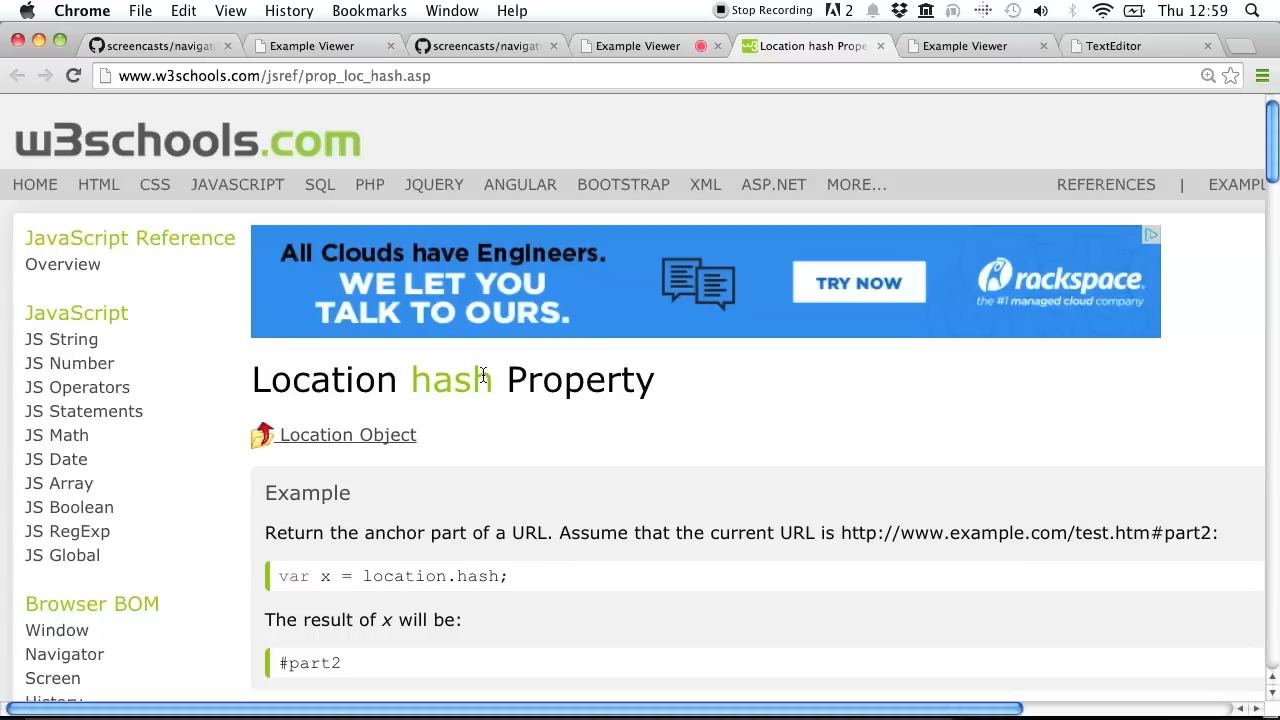 Chrome File Edit View History Bookmarks Window Help Stop Recording 2 Thu 12:59
screencasts/navigat Example Viewer screencasts/navigat Example Viewer Location hash Prope Example Viewer TextEditor
www.w3schools.com/jsref/prop_loc_hash.asp
w3schools.com
HOME HTML CSS JAVASCRIPT SQL PHP JQUERY ANGULAR BOOTSTRAP XML ASP.NET MORE... REFERENCES | EXAMPL
JavaScript Reference
Overview
JavaScript
JS String
JS Number
JS Operators
JS Statements
JS Math
JS Date
JS Array
JS Boolean
JS RegExp
JS Global
Browser BOM
Window
Navigator
Screen
History
All Clouds have Engineers.
WE LET YOU
TALK TO OURS.
TRY NOW
rackspace.
the #1 managed cloud company
Location hash Property
Location Object
Example
Return the anchor part of a URL. Assume that the current URL is http://www.example.com/test.htm#part2:
var x = location.hash;
The result of x will be:
#part2